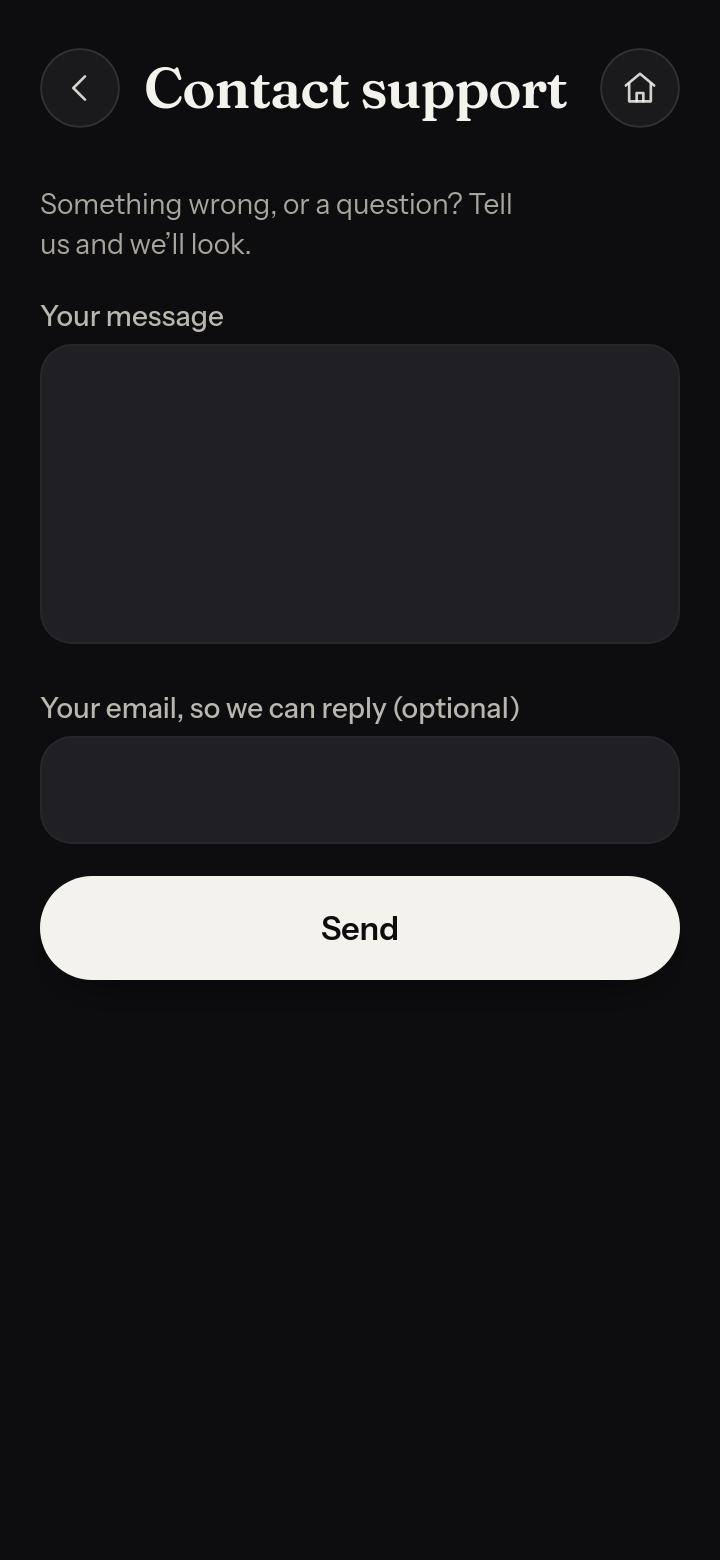 Contact support
Something wrong, or a question? Tell
us and we’ll look.
Your message
Your email, so we can reply (optional)
Send